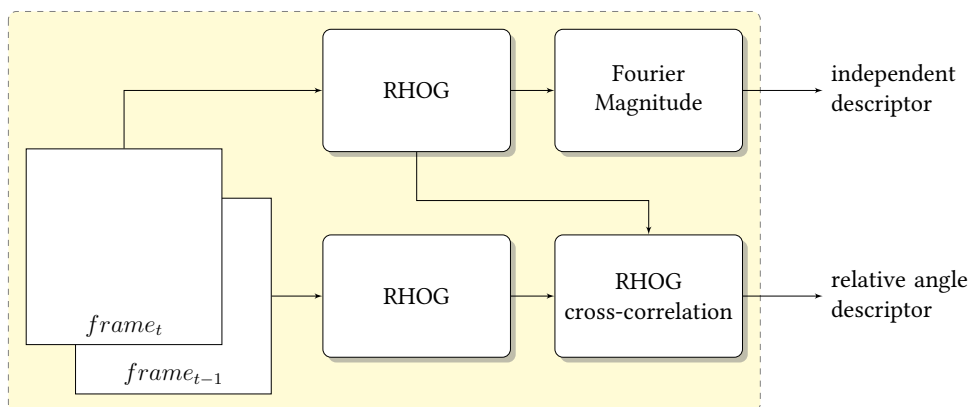 RHOG
Fourier
Magnitude
independent
descriptor
frame_t
frame_{t−1}
RHOG
RHOG
cross-correlation
relative angle
descriptor